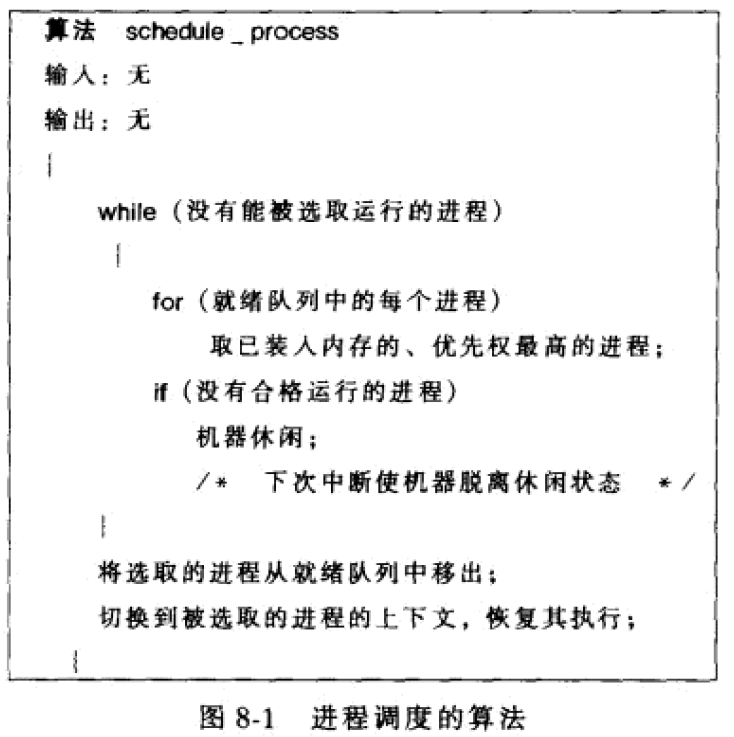 算法 schedule _ process
输入：无
输出：无
{
while（没有能被选取运行的进程）
{
for（就绪队列中的每个进程）
取已装入内存的、优先权最高的进程；
if（没有合格运行的进程）
机器休闲；
/* 下次中断使机器脱离休闲状态 */
}
将选取的进程从就绪队列中移出；
切换到被选取的进程的上下文，恢复其执行；
}
图 8-1 进程调度的算法